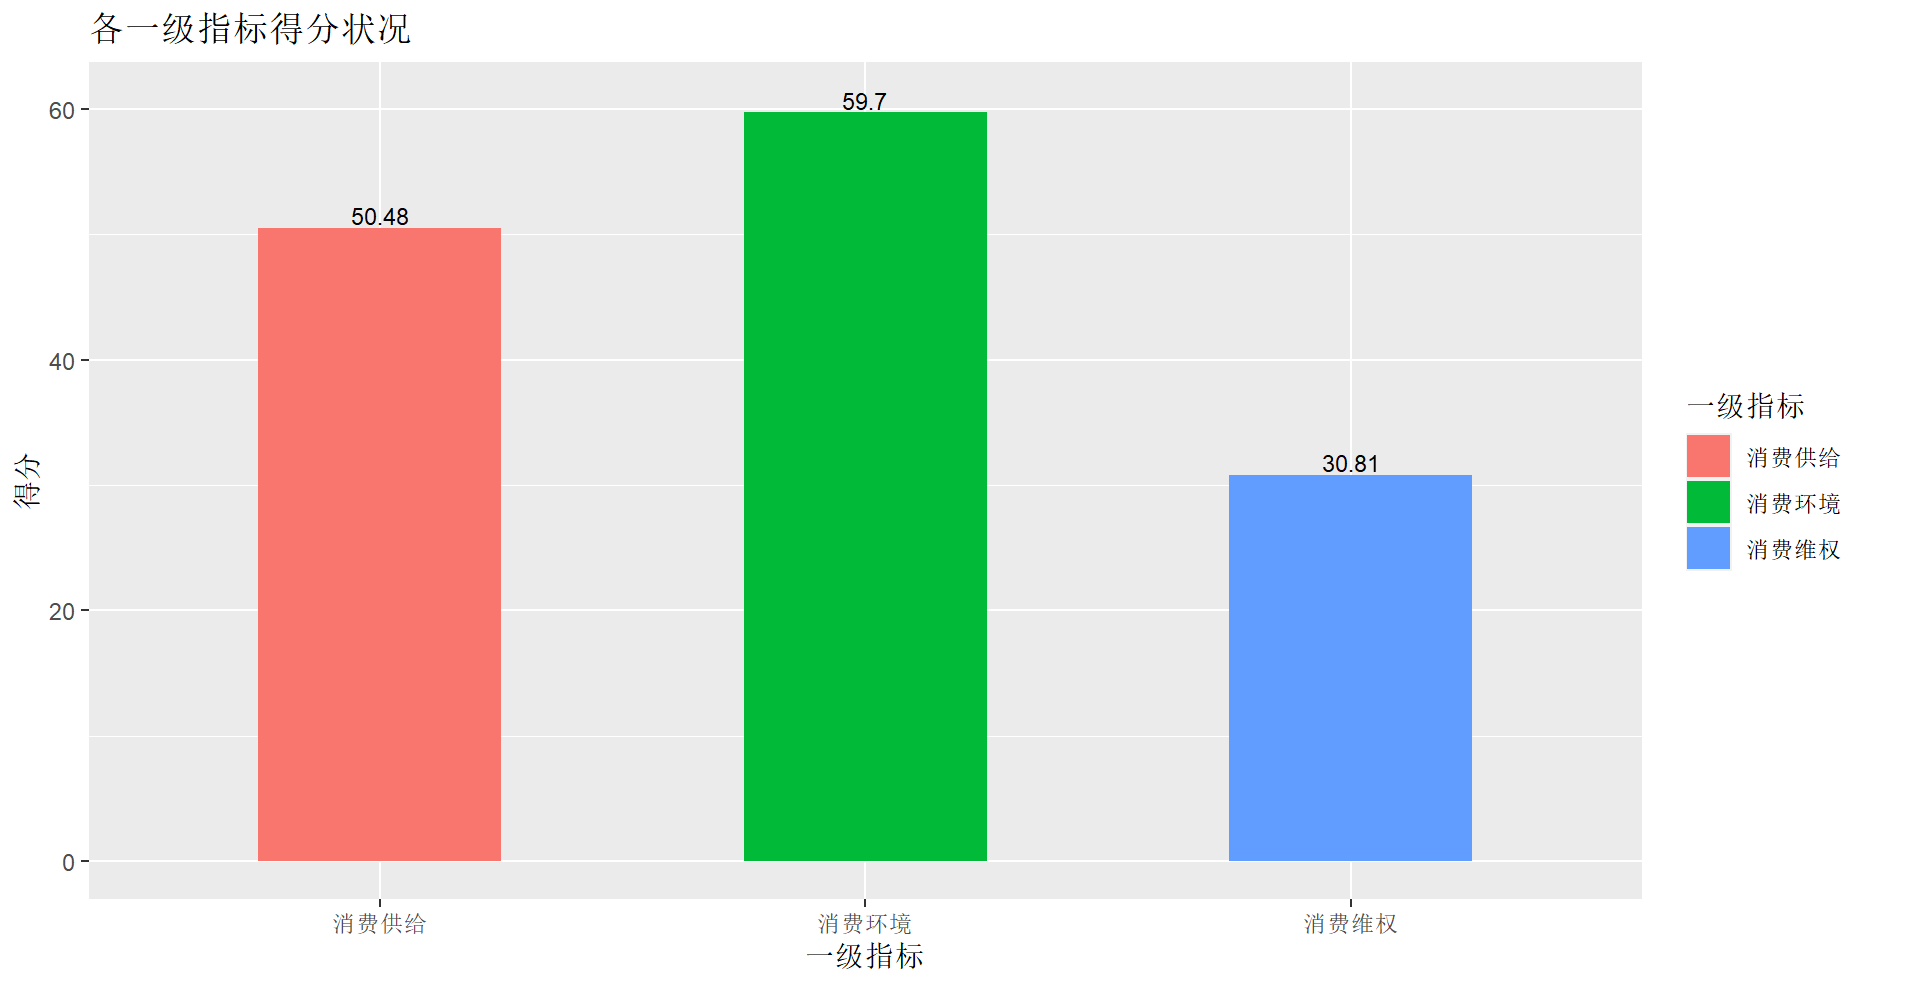 各一级指标得分状况
60
40
20
0
得分
50.48
59.7
30.81
消费供给
消费环境
消费维权
一级指标
一级指标
消费供给
消费环境
消费维权